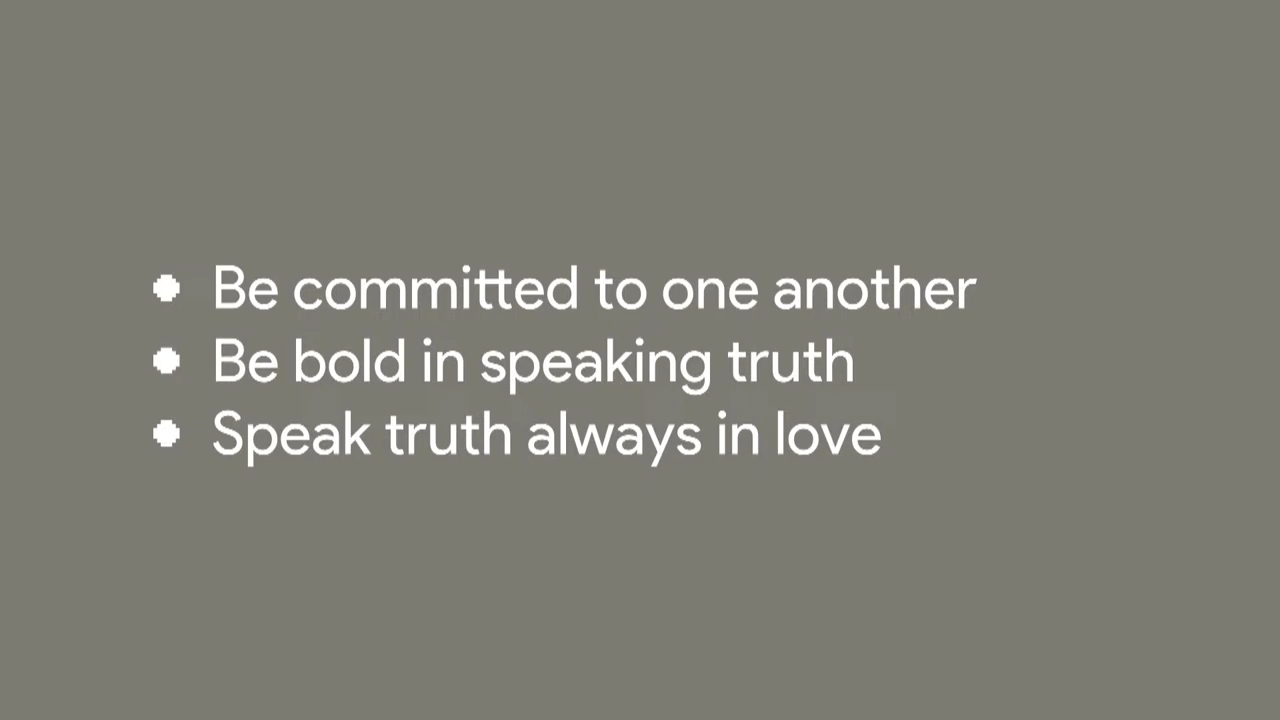 • Be committed to one another
• Be bold in speaking truth
• Speak truth always in love